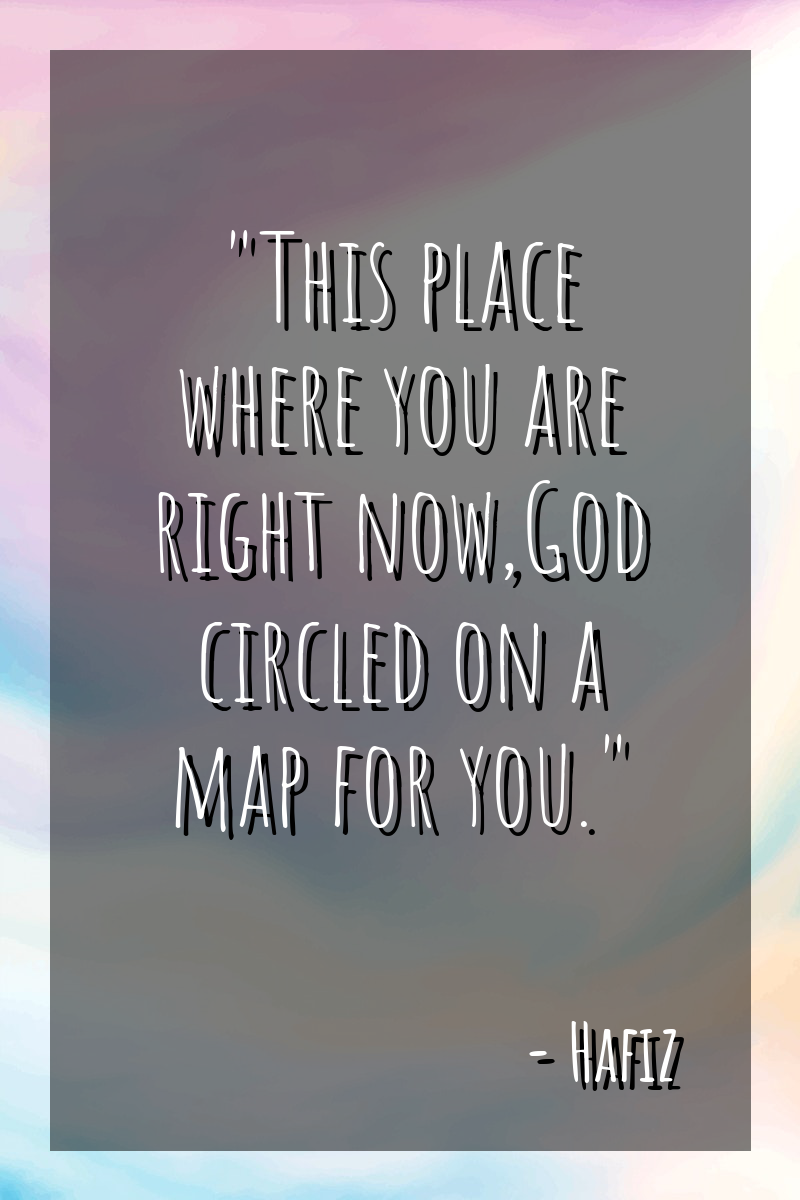 "This place
where you are
right now,God
circled on a
map for you."
- Hafiz